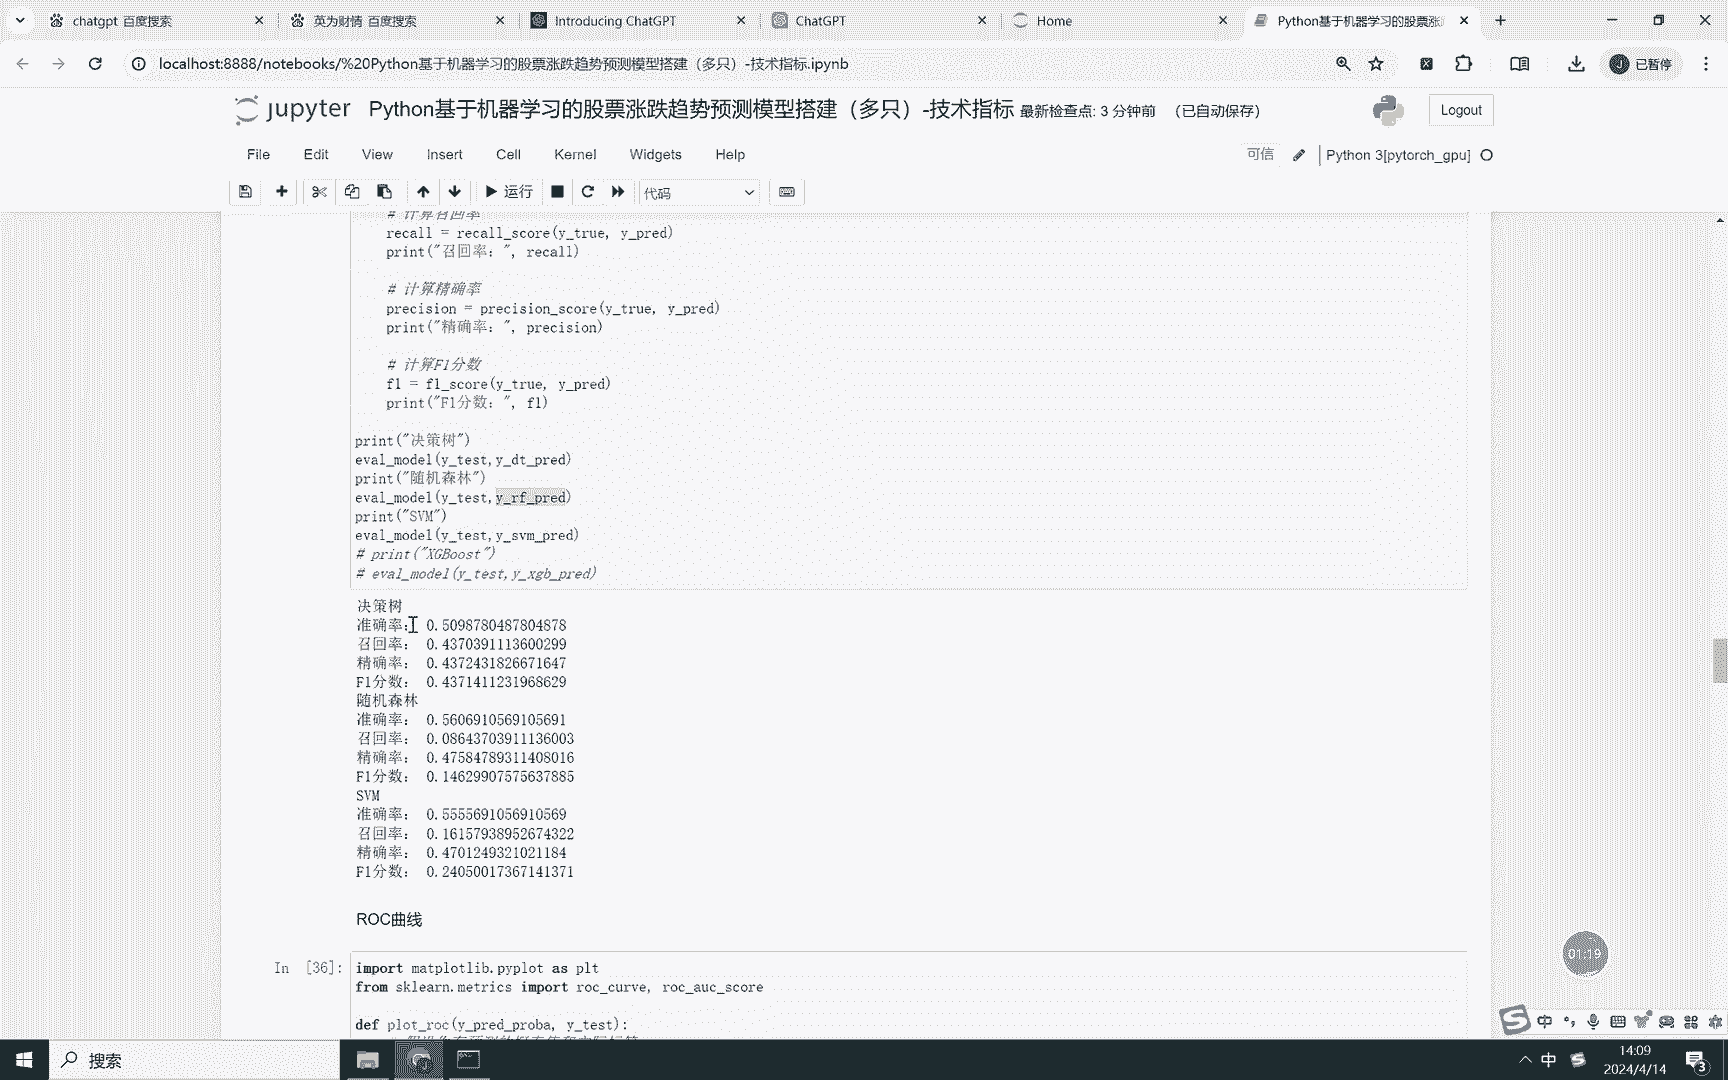 chatgpt 百度搜索
英为财情 百度搜索
Introducing ChatGPT
ChatGPT
Home
Python基于机器学习的股票涨
localhost:8888/notebooks/%20Python基于机器学习的股票涨跌趋势预测模型搭建（多只）-技术指标.ipynb
已暂停
jupyter Python基于机器学习的股票涨跌趋势预测模型搭建（多只）-技术指标 最新检查点: 3 分钟前 （已自动保存）
Logout
File Edit View Insert Cell Kernel Widgets Help
可信 Python 3[pytorch_gpu]
运行 代码
# 计算召回率
recall = recall_score(y_true, y_pred)
print("召回率：", recall)
# 计算精确率
precision = precision_score(y_true, y_pred)
print("精确率：", precision)
# 计算F1分数
f1 = f1_score(y_true, y_pred)
print("F1分数：", f1)
print("决策树")
eval_model(y_test,y_dt_pred)
print("随机森林")
eval_model(y_test,y_rf_pred)
print("SVM")
eval_model(y_test,y_svm_pred)
# print("XGBoost")
# eval_model(y_test,y_xgb_pred)
决策树
准确率： 0.5098780487804878
召回率： 0.4370391113600299
精确率： 0.4372431826671647
F1分数： 0.4371411231968629
随机森林
准确率： 0.5606910569105691
召回率： 0.08643703911136003
精确率： 0.47584789311408016
F1分数： 0.14629907575637885
SVM
准确率： 0.5555691056910569
召回率： 0.16157938952674322
精确率： 0.4701249321021184
F1分数： 0.24050017367141371
ROC曲线
In [36]:
import matplotlib.pyplot as plt
from sklearn.metrics import roc_curve, roc_auc_score
def plot_roc(y_pred_proba, y_test):
01:19
中
搜索
中
14:09
2024/4/14
3